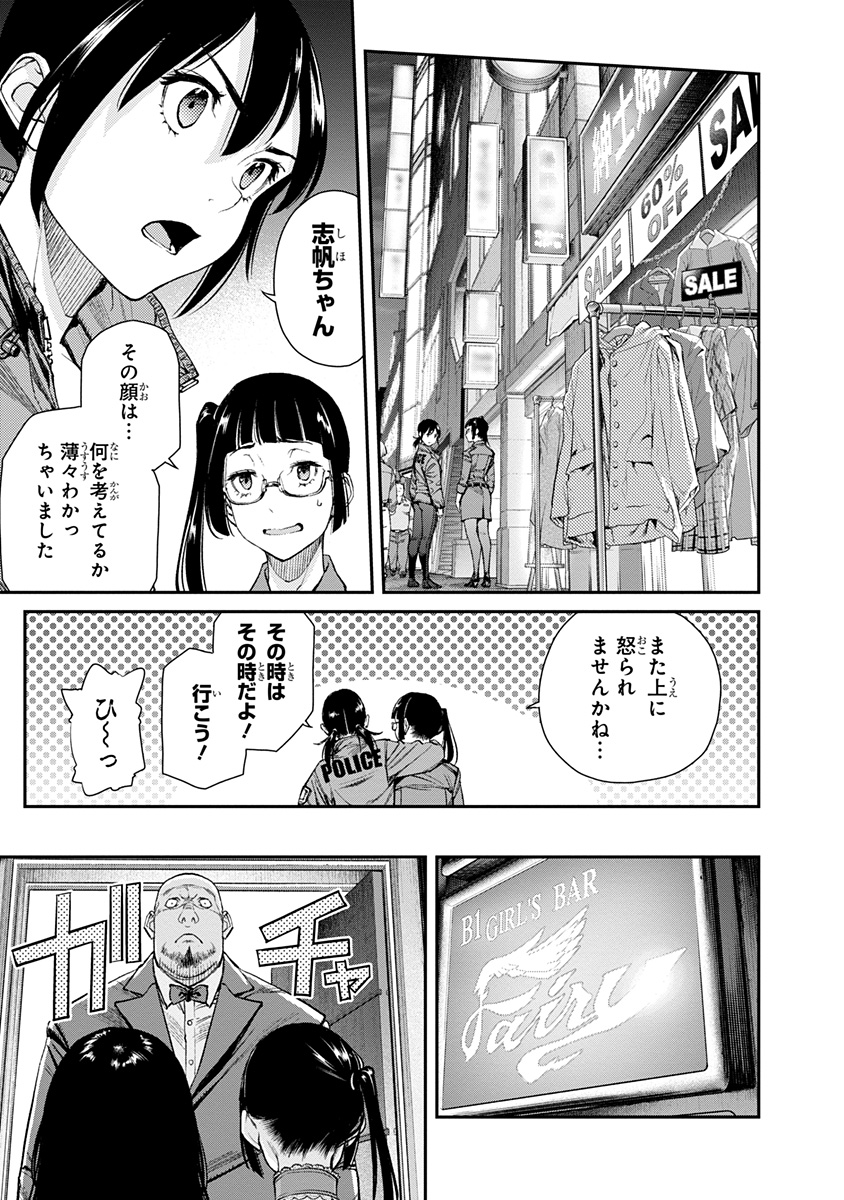 紳士婦
SALE
60% OFF
SALE
SALE
志帆ちゃん
その顔は…
何を考えてるか
薄々わかっ
ちゃいました
また上に
怒られ
ませんかね…
その時は
その時だよ!
行こう!
POLICE
ひ〜っ
B1 GIRL'S BAR
Fairy
ガチャ